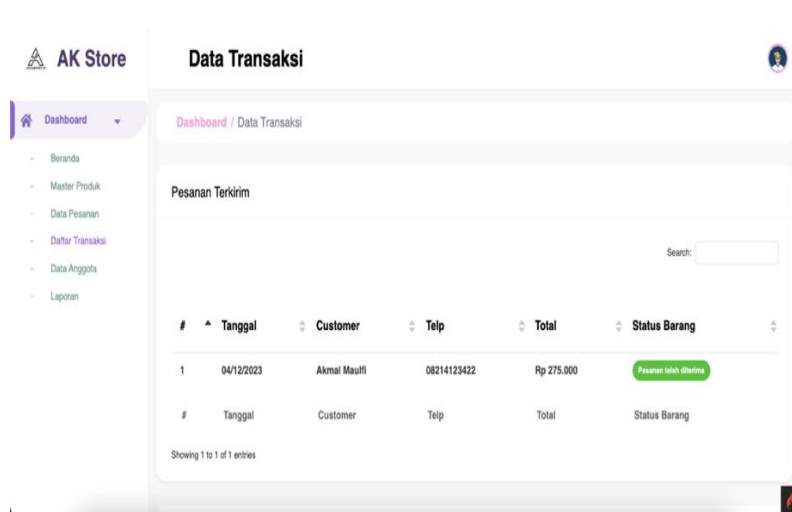 AK Store
Data Transaksi
Dashboard
Dashboard / Data Transaksi
- Beranda
- Master Produk
- Data Pesanan
- Daftar Transaksi
- Data Anggota
- Laporan
Pesanan Terkirim
Search:
# Tanggal Customer Telp Total Status Barang
1 04/12/2023 Akmal Maulfi 08214123422 Rp 275.000 Pesanan telah diterima
# Tanggal Customer Telp Total Status Barang
Showing 1 to 1 of 1 entries